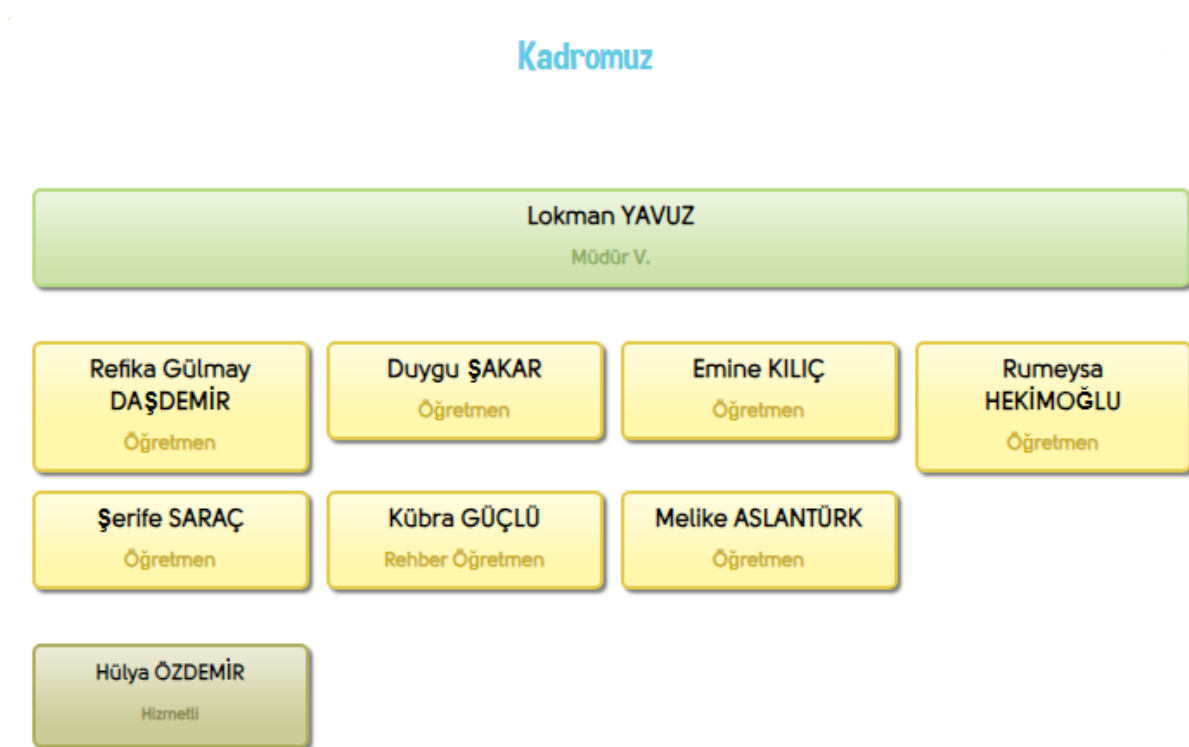 Kadromuz
Lokman YAVUZ
Müdür V.
Refika Gülmay
DAŞDEMİR
Öğretmen
Duygu ŞAKAR
Öğretmen
Emine KILIÇ
Öğretmen
Rumeysa
HEKİMOĞLU
Öğretmen
Şerife SARAÇ
Öğretmen
Kübra GÜÇLÜ
Rehber Öğretmen
Melike ASLANTÜRK
Öğretmen
Hülya ÖZDEMİR
Hizmetli